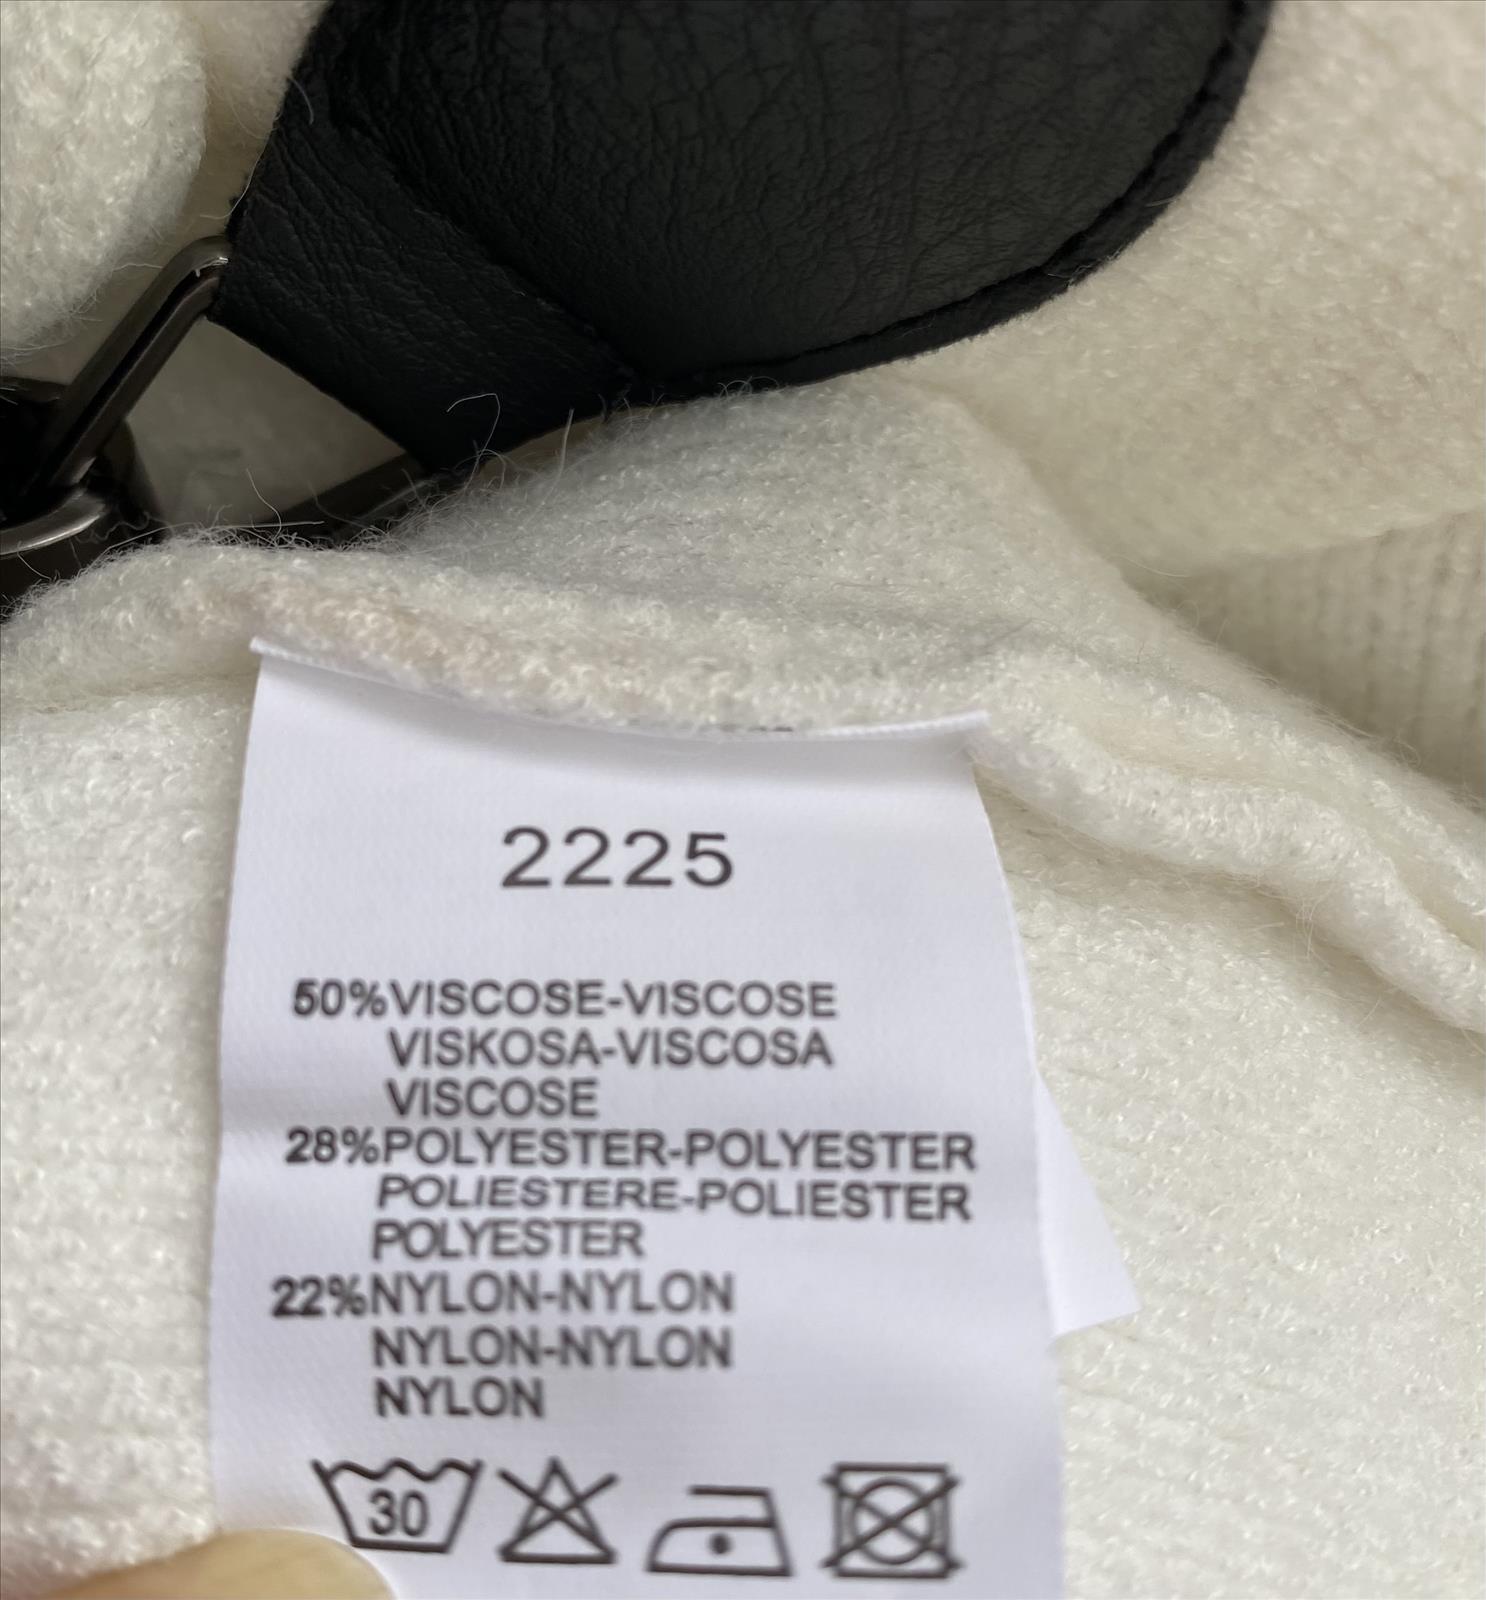 2225
50%VISCOSE-VISCOSE
VISKOSA-VISCOSA
VISCOSE
28%POLYESTER-POLYESTER
POLIESTERE-POLIESTER
POLYESTER
22%NYLON-NYLON
NYLON-NYLON
NYLON
30